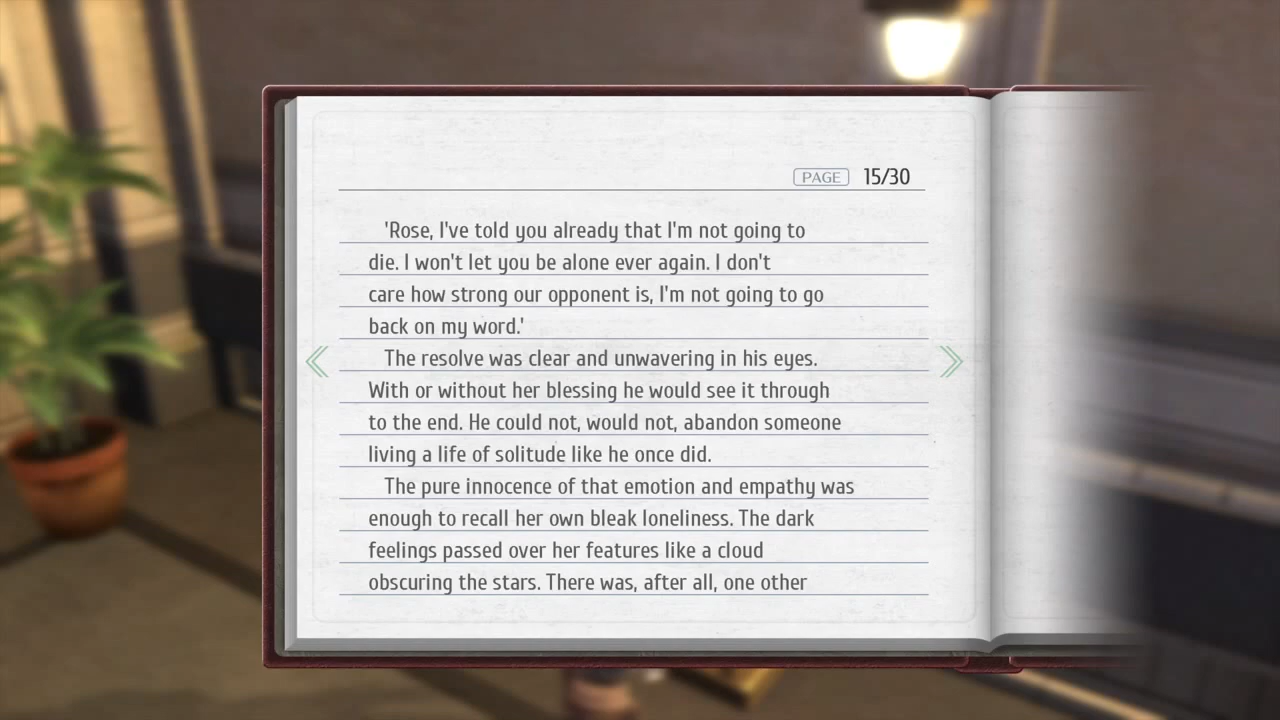 PAGE 15/30
'Rose, I've told you already that I'm not going to
die. I won't let you be alone ever again. I don't
care how strong our opponent is, I'm not going to go
back on my word.'
The resolve was clear and unwavering in his eyes.
With or without her blessing he would see it through
to the end. He could not, would not, abandon someone
living a life of solitude like he once did.
The pure innocence of that emotion and empathy was
enough to recall her own bleak loneliness. The dark
feelings passed over her features like a cloud
obscuring the stars. There was, after all, one other